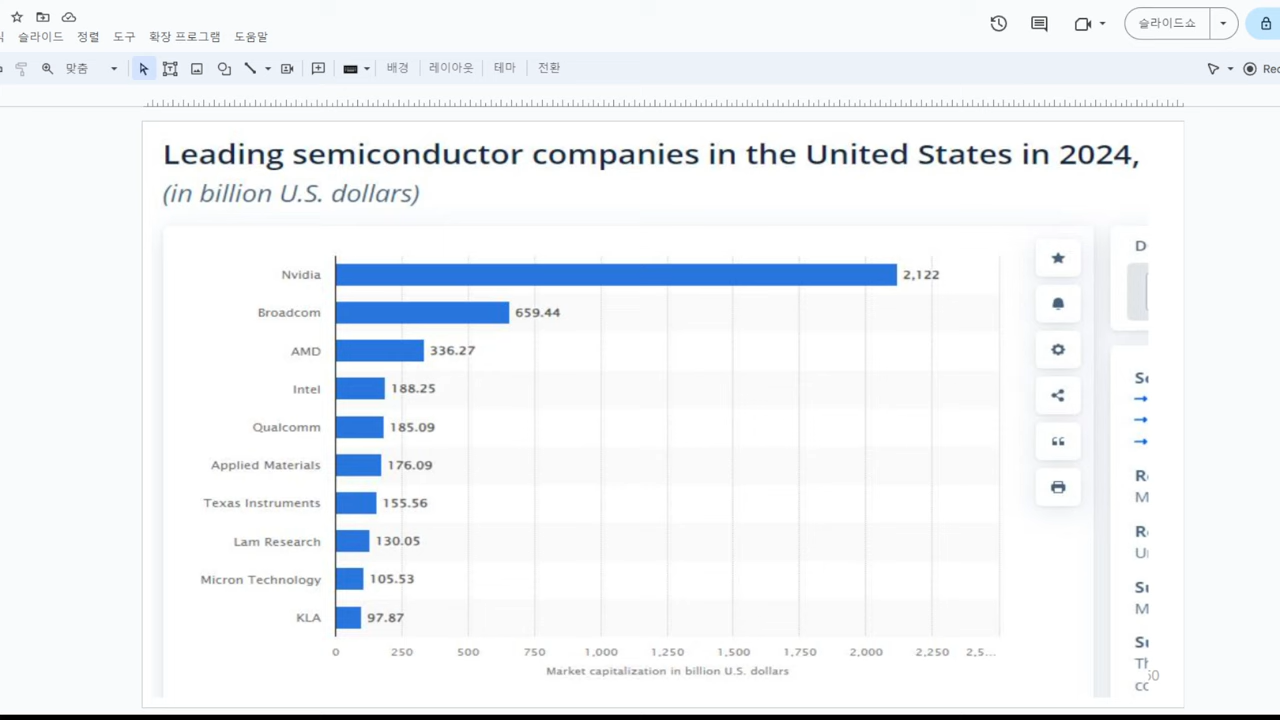 슬라이드 정렬 도구 확장 프로그램 도움말
슬라이드쇼
맞춤
배경 레이아웃 테마 전환
Leading semiconductor companies in the United States in 2024,
(in billion U.S. dollars)
Nvidia 2,122
Broadcom 659.44
AMD 336.27
Intel 188.25
Qualcomm 185.09
Applied Materials 176.09
Texas Instruments 155.56
Lam Research 130.05
Micron Technology 105.53
KLA 97.87
0 250 500 750 1,000 1,250 1,500 1,750 2,000 2,250 2,5...
Market capitalization in billion U.S. dollars